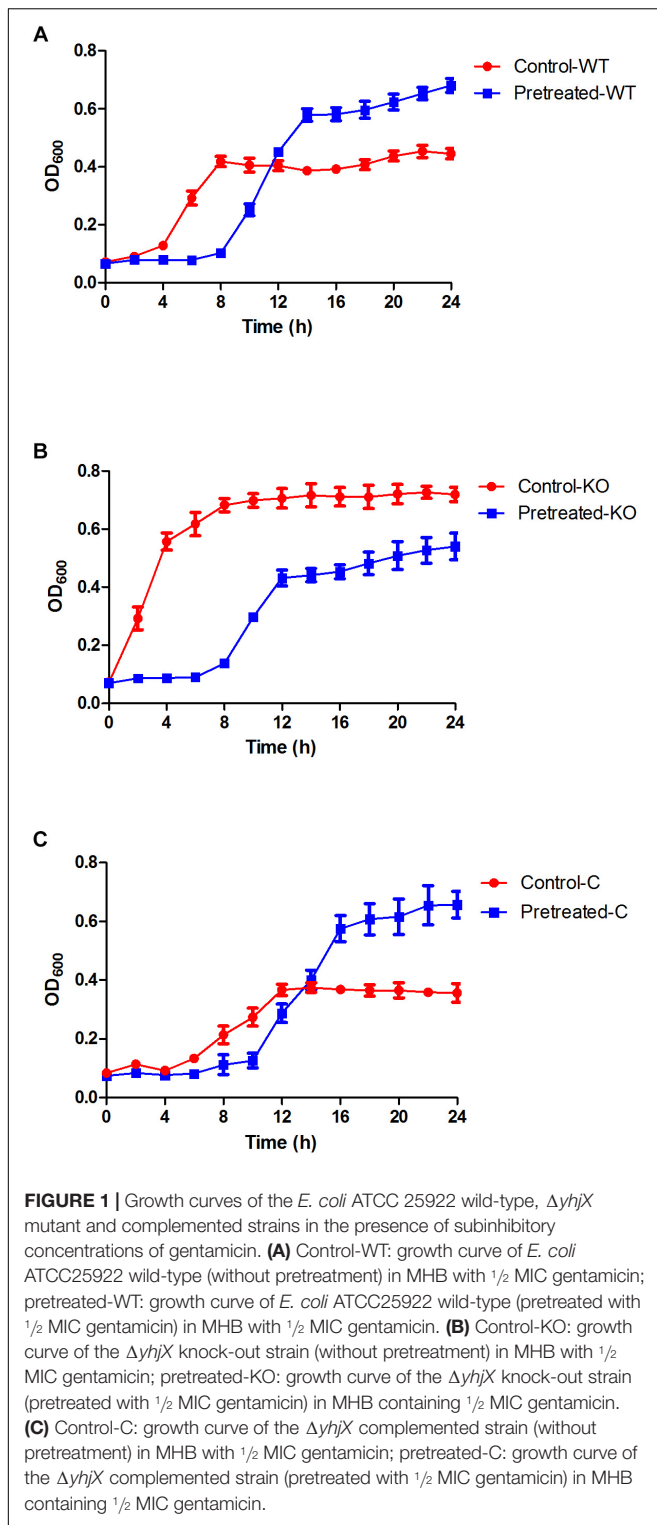 A
Control-WT
Pretreated-WT
0.8
0.6
0.4
0.2
0.0
OD600
0 4 8 12 16 20 24
Time (h)
B
Control-KO
Pretreated-KO
0.8
0.6
0.4
0.2
0.0
OD600
0 4 8 12 16 20 24
Time (h)
C
Control-C
Pretreated-C
0.8
0.6
0.4
0.2
0.0
OD600
0 4 8 12 16 20 24
Time (h)
FIGURE 1 | Growth curves of the E. coli ATCC 25922 wild-type, ΔyhjX
mutant and complemented strains in the presence of subinhibitory
concentrations of gentamicin. (A) Control-WT: growth curve of E. coli
ATCC25922 wild-type (without pretreatment) in MHB with 1/2 MIC gentamicin;
pretreated-WT: growth curve of E. coli ATCC25922 wild-type (pretreated with
1/2 MIC gentamicin) in MHB with 1/2 MIC gentamicin. (B) Control-KO: growth
curve of the ΔyhjX knock-out strain (without pretreatment) in MHB with 1/2
MIC gentamicin; pretreated-KO: growth curve of the ΔyhjX knock-out strain
(pretreated with 1/2 MIC gentamicin) in MHB containing 1/2 MIC gentamicin.
(C) Control-C: growth curve of the ΔyhjX complemented strain (without
pretreatment) in MHB with 1/2 MIC gentamicin; pretreated-C: growth curve of
the ΔyhjX complemented strain (pretreated with 1/2 MIC gentamicin) in MHB
containing 1/2 MIC gentamicin.